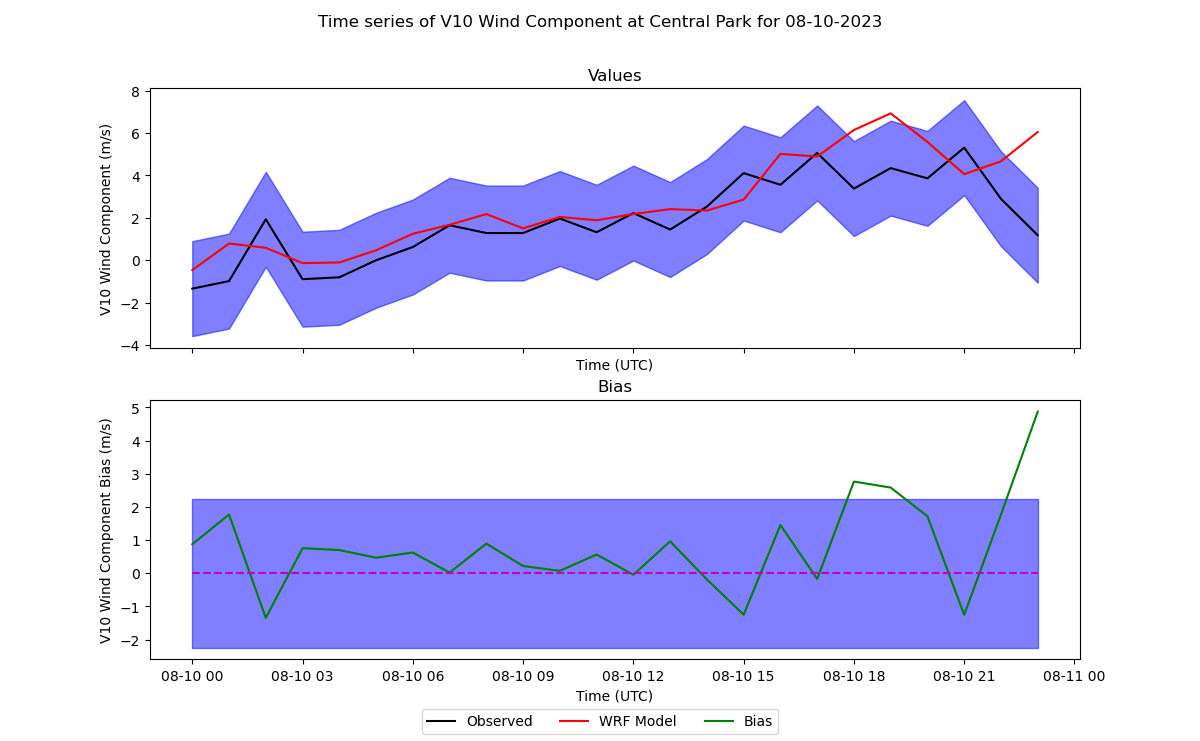 Time series of V10 Wind Component at Central Park for 08-10-2023
Values
V10 Wind Component (m/s)
8
6
4
2
0
−2
−4
Time (UTC)
Bias
V10 Wind Component Bias (m/s)
5
4
3
2
1
0
−1
−2
08-10 00 08-10 03 08-10 06 08-10 09 08-10 12 08-10 15 08-10 18 08-10 21 08-11 00
Time (UTC)
Observed WRF Model Bias